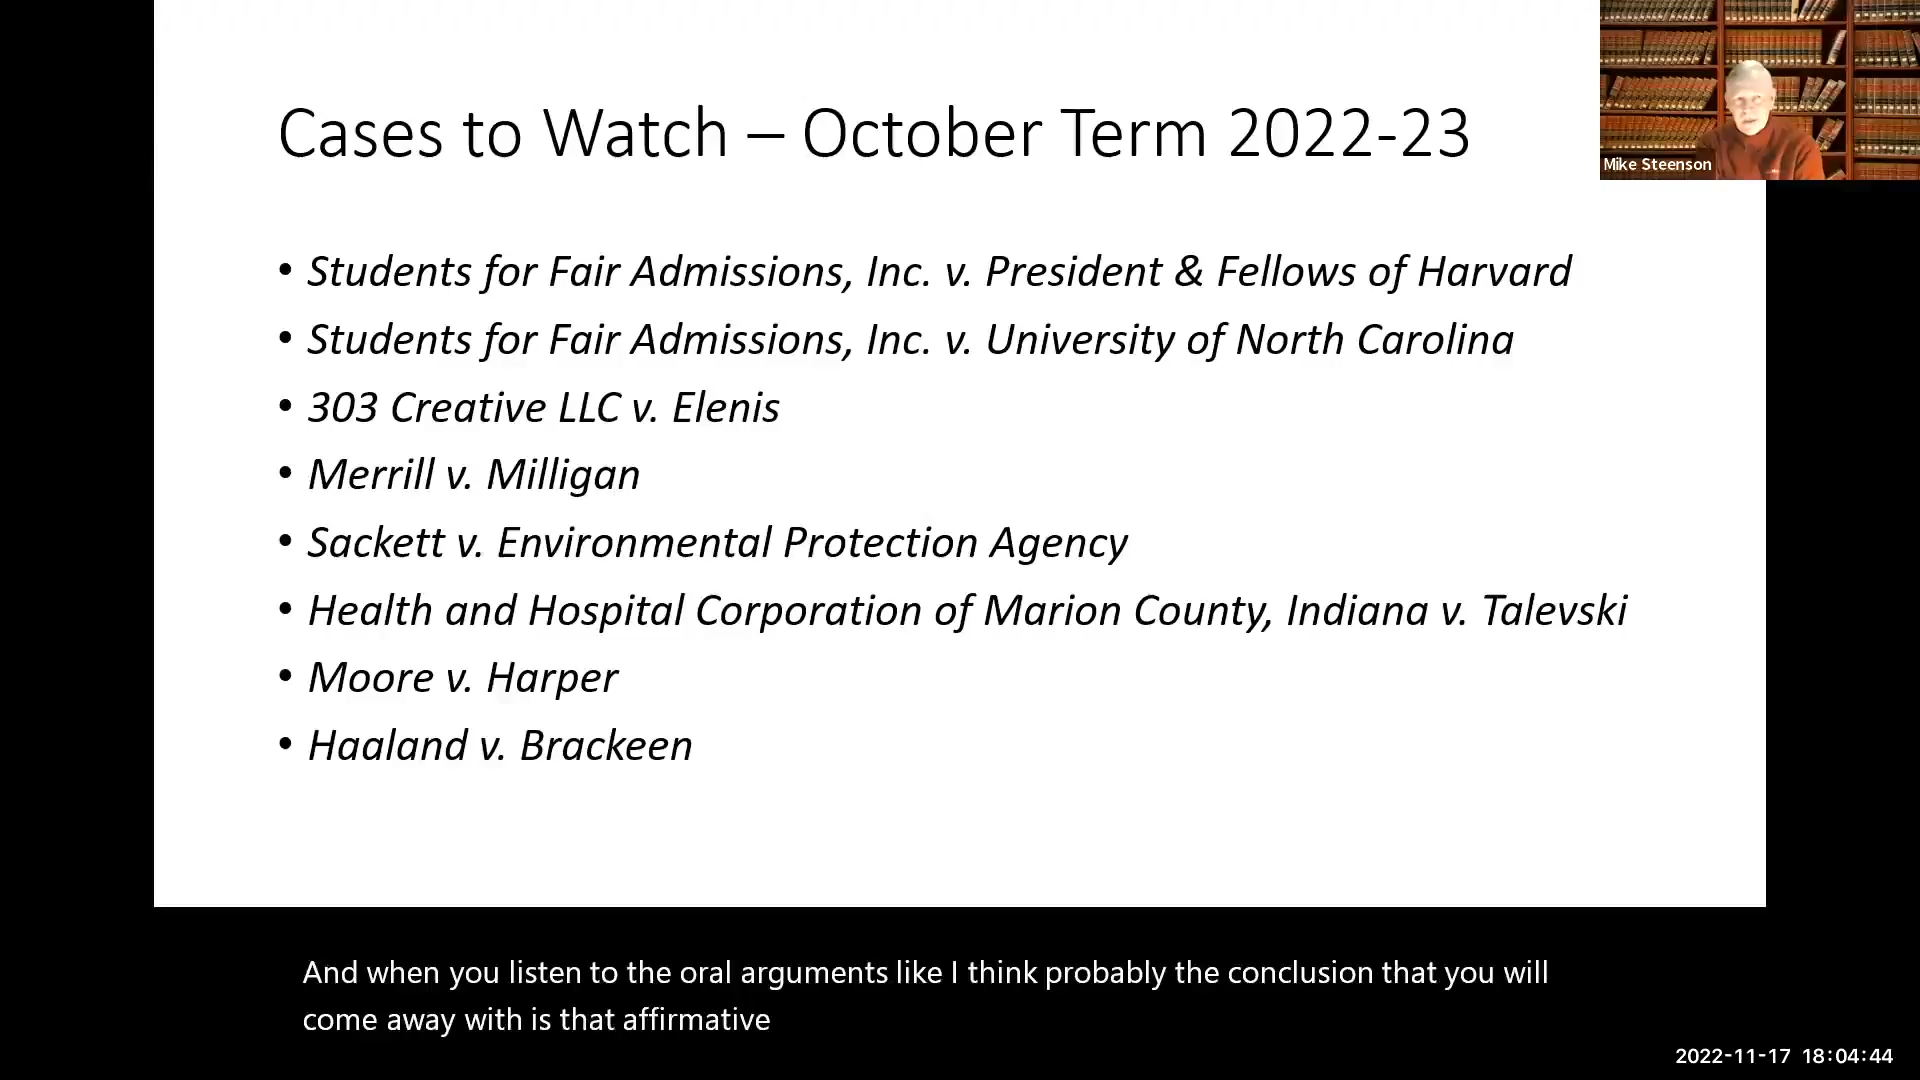 Cases to Watch – October Term 2022-23
Mike Steenson
• Students for Fair Admissions, Inc. v. President & Fellows of Harvard
• Students for Fair Admissions, Inc. v. University of North Carolina
• 303 Creative LLC v. Elenis
• Merrill v. Milligan
• Sackett v. Environmental Protection Agency
• Health and Hospital Corporation of Marion County, Indiana v. Talevski
• Moore v. Harper
• Haaland v. Brackeen
And when you listen to the oral arguments like I think probably the conclusion that you will
come away with is that affirmative
2022-11-17 18:04:44